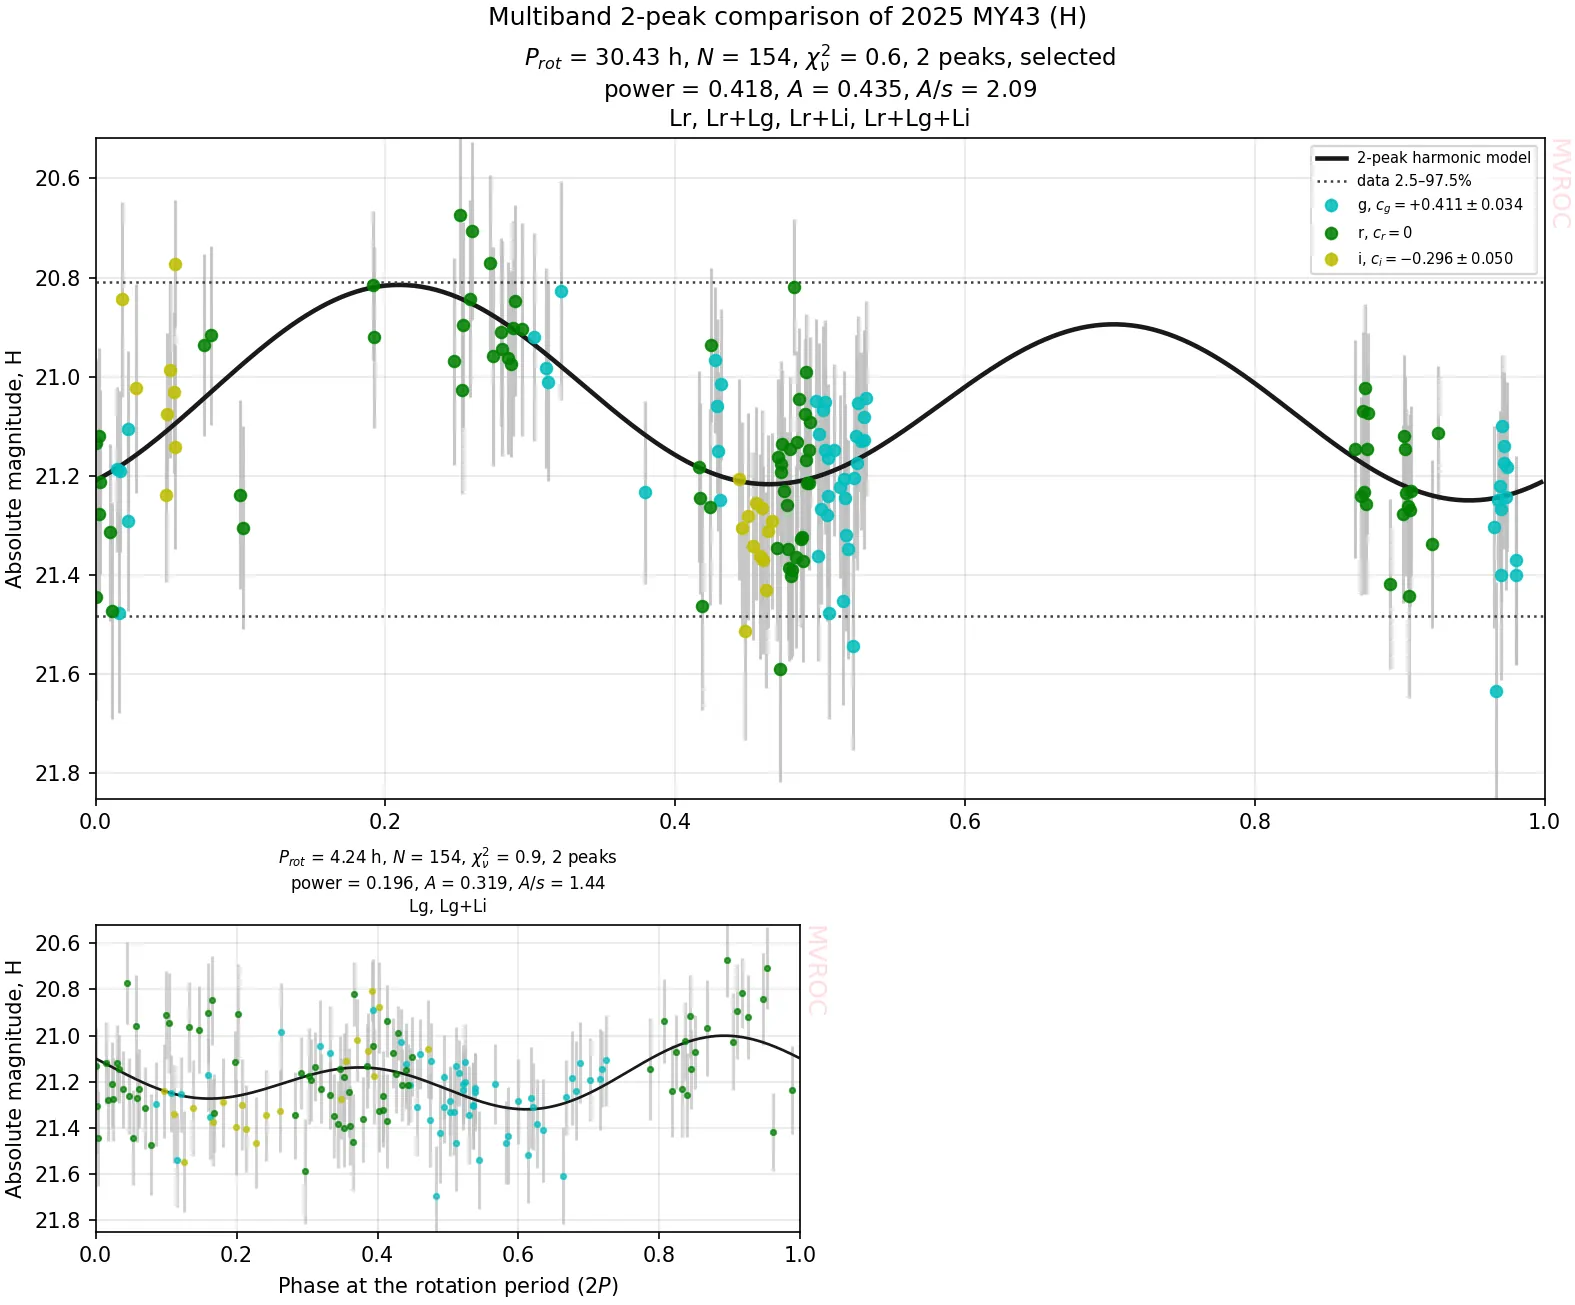 Multiband 2-peak comparison of 2025 MY43 (H)
P_rot = 30.43 h, N = 154, χ²_ν = 0.6, 2 peaks, selected
power = 0.418, A = 0.435, A/s = 2.09
Lr, Lr+Lg, Lr+Li, Lr+Lg+Li
2-peak harmonic model
data 2.5–97.5%
g, c_g = +0.411 ± 0.034
r, c_r = 0
i, c_i = −0.296 ± 0.050
MVROC
Absolute magnitude, H
20.6
20.8
21.0
21.2
21.4
21.6
21.8
0.0 0.2 0.4 0.6 0.8 1.0
P_rot = 4.24 h, N = 154, χ²_ν = 0.9, 2 peaks
power = 0.196, A = 0.319, A/s = 1.44
Lg, Lg+Li
MVROC
Absolute magnitude, H
20.6
20.8
21.0
21.2
21.4
21.6
21.8
0.0 0.2 0.4 0.6 0.8 1.0
Phase at the rotation period (2P)